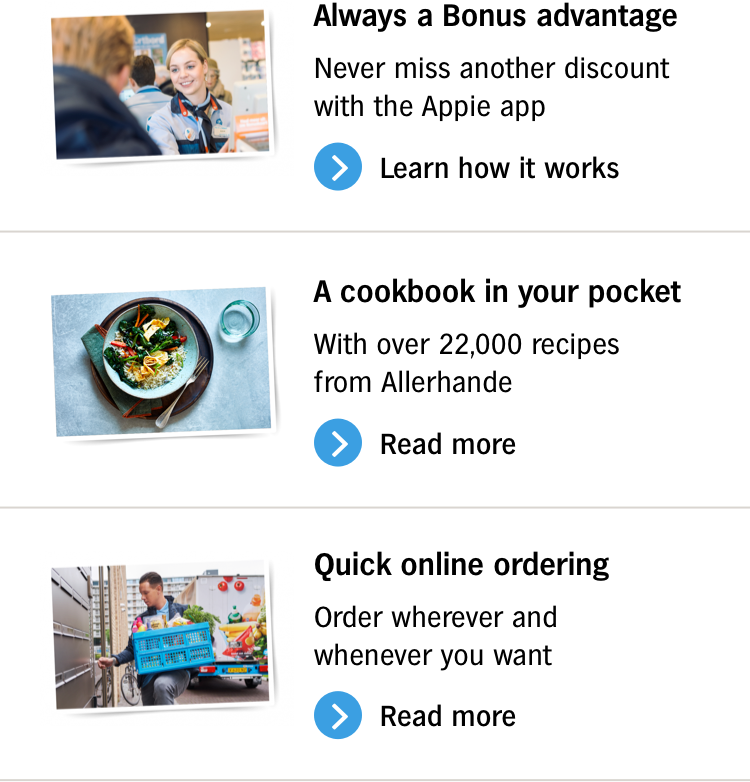 Always a Bonus advantage
Never miss another discount
with the Appie app
Learn how it works
A cookbook in your pocket
With over 22,000 recipes
from Allerhande
Read more
Quick online ordering
Order wherever and
whenever you want
Read more